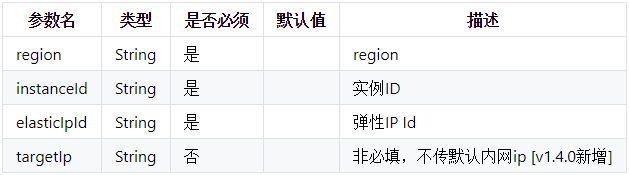 参数名 类型 是否必须 默认值 描述
region String 是 region
instanceId String 是 实例ID
elasticIpId String 是 弹性IP Id
targetIp String 否 非必填，不传默认内网ip [v1.4.0新增]